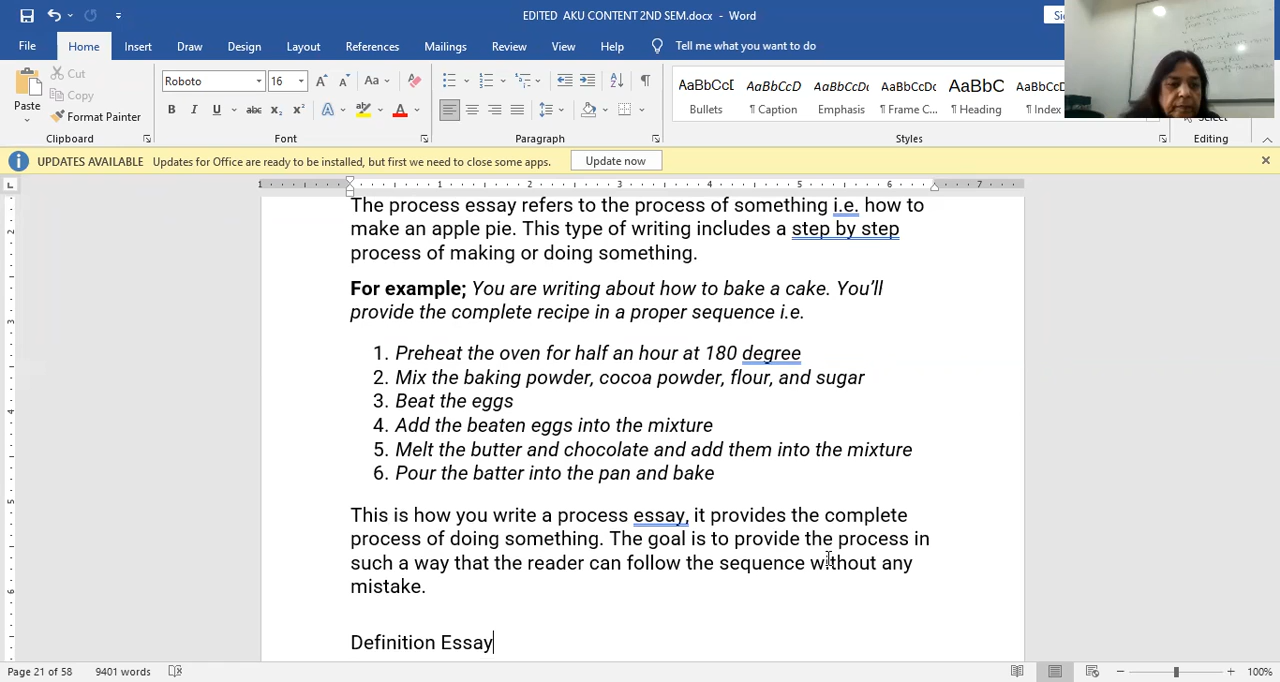 EDITED AKU CONTENT 2ND SEM.docx - Word
File Home Insert Draw Design Layout References Mailings Review View Help Tell me what you want to do
Paste
Cut
Copy
Format Painter
Clipboard
Roboto 16
Font
Paragraph
AaBbCcI AaBbCcDc AaBbCcDc AaBbCcDc AaBbC AaBbCcD
Bullets ¶ Caption Emphasis ¶ Frame C... ¶ Heading ¶ Index
Styles
Select
Editing
UPDATES AVAILABLE Updates for Office are ready to be installed, but first we need to close some apps. Update now
The process essay refers to the process of something i.e. how to
make an apple pie. This type of writing includes a step by step
process of making or doing something.
For example; You are writing about how to bake a cake. You’ll
provide the complete recipe in a proper sequence i.e.
1. Preheat the oven for half an hour at 180 degree
2. Mix the baking powder, cocoa powder, flour, and sugar
3. Beat the eggs
4. Add the beaten eggs into the mixture
5. Melt the butter and chocolate and add them into the mixture
6. Pour the batter into the pan and bake
This is how you write a process essay, it provides the complete
process of doing something. The goal is to provide the process in
such a way that the reader can follow the sequence without any
mistake.
Definition Essay
Page 21 of 58 9401 words 100%